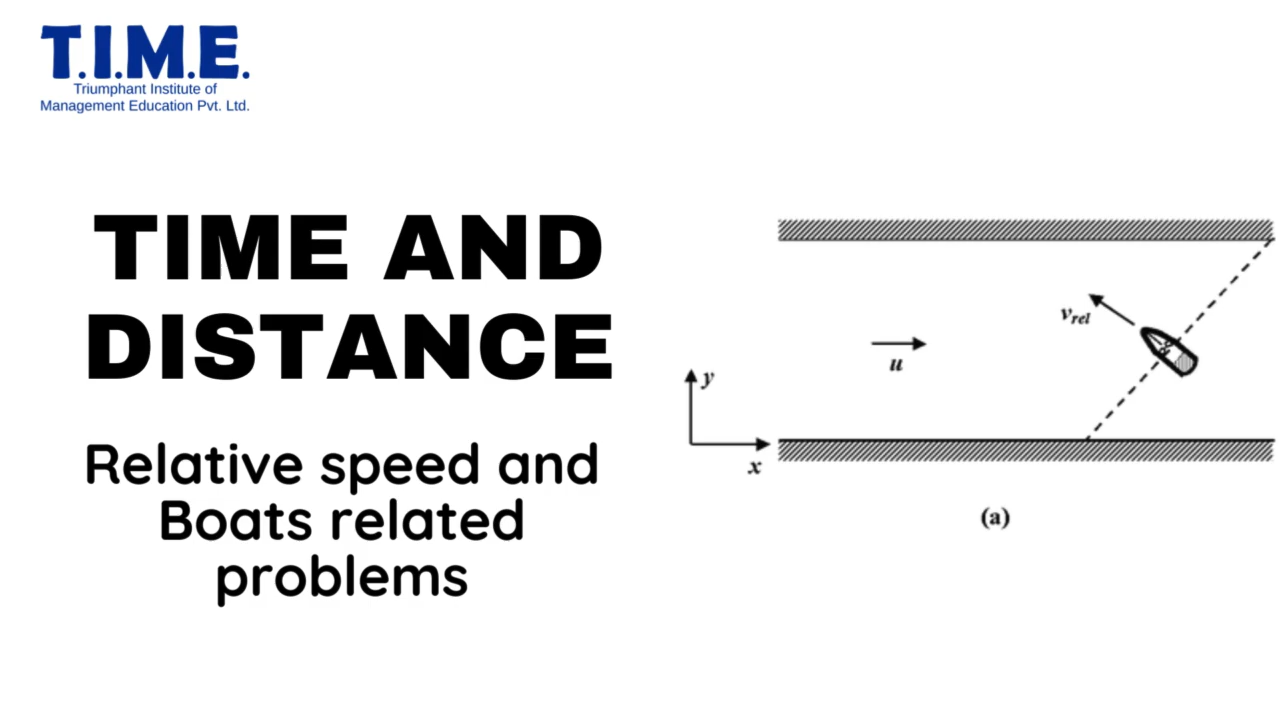 T.I.M.E.
Triumphant Institute of
Management Education Pvt. Ltd.
TIME AND
DISTANCE
Relative speed and
Boats related
problems
v_rel
u
y
x
(a)